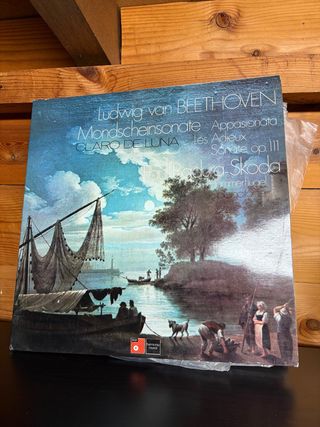 Ludwig van BEETHOVEN
Mondscheinsonate Appassionata
CLARO DE LUNA Les Adieux
Sonate op. 111
Skoda